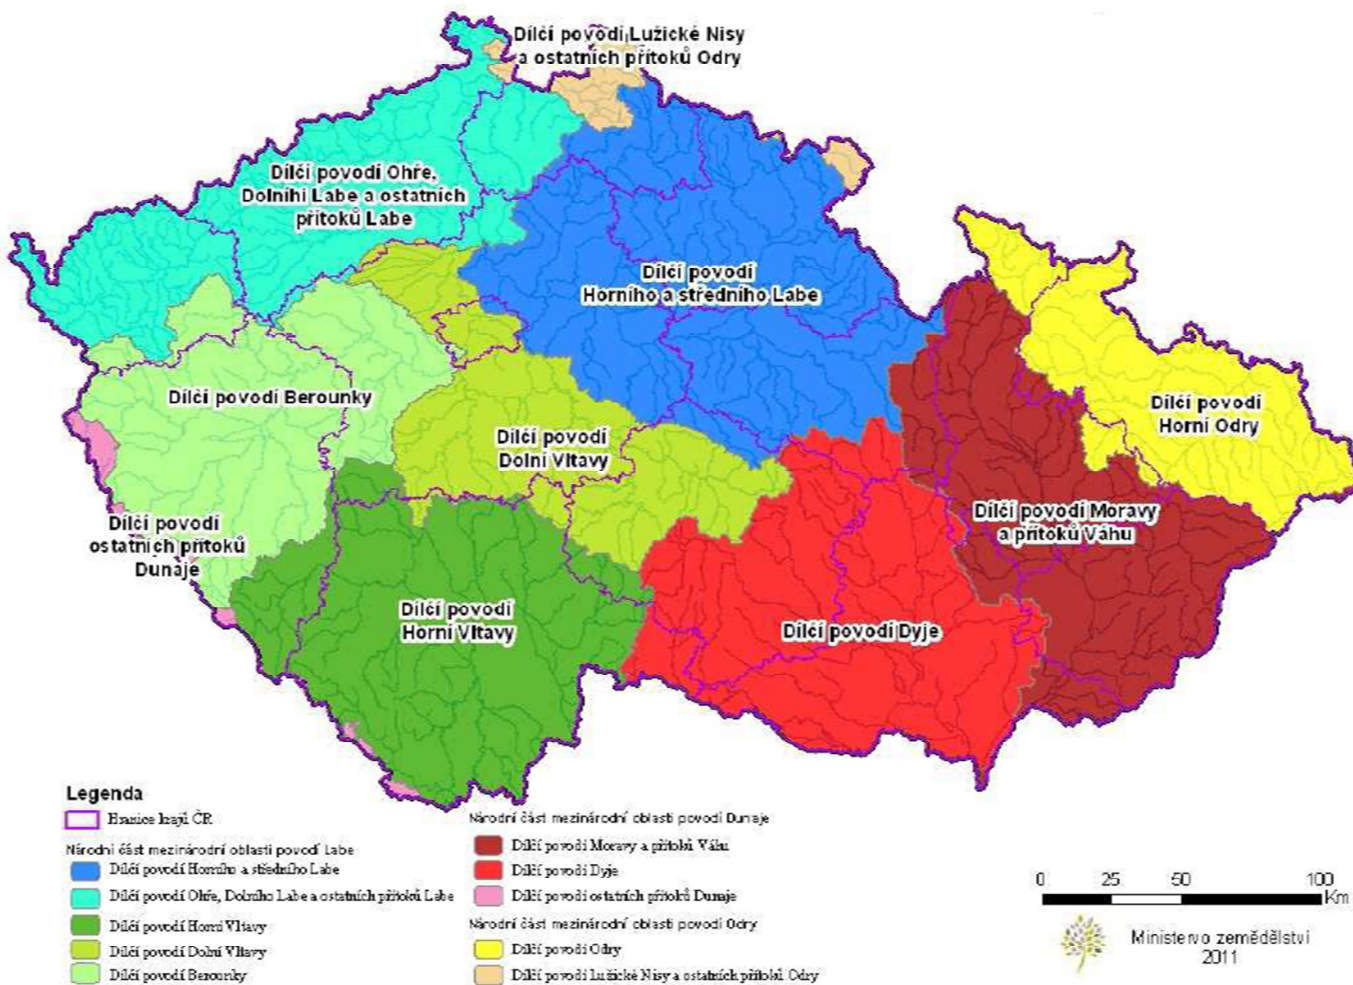 Dílčí povodí Lužické Nisy
a ostatních přítoků Odry
Dílčí povodí Ohře,
Dolního Labe a ostatních
přítoků Labe
Dílčí povodí
Horního a středního Labe
Dílčí povodí Berounky
Dílčí povodí
Horní Odry
Dílčí povodí
Dolní Vltavy
Dílčí povodí Moravy
a přítoků Váhu
Dílčí povodí
ostatních přítoků
Dunaje
Dílčí povodí
Horní Vltavy
Dílčí povodí Dyje
Legenda
Hranice krajů ČR
Národní část mezinárodní oblasti povodí Labe
Dílčí povodí Horního a středního Labe
Dílčí povodí Ohře, Dolního Labe a ostatních přítoků Labe
Dílčí povodí Horní Vltavy
Dílčí povodí Dolní Vltavy
Dílčí povodí Berounky
Národní část mezinárodní oblasti povodí Dunaje
Dílčí povodí Moravy a přítoků Váhu
Dílčí povodí Dyje
Dílčí povodí ostatních přítoků Dunaje
Národní část mezinárodní oblasti povodí Odry
Dílčí povodí Odry
Dílčí povodí Lužické Nisy a ostatních přítoků Odry
0 25 50 100
Km
Ministervo zemědělství
2011